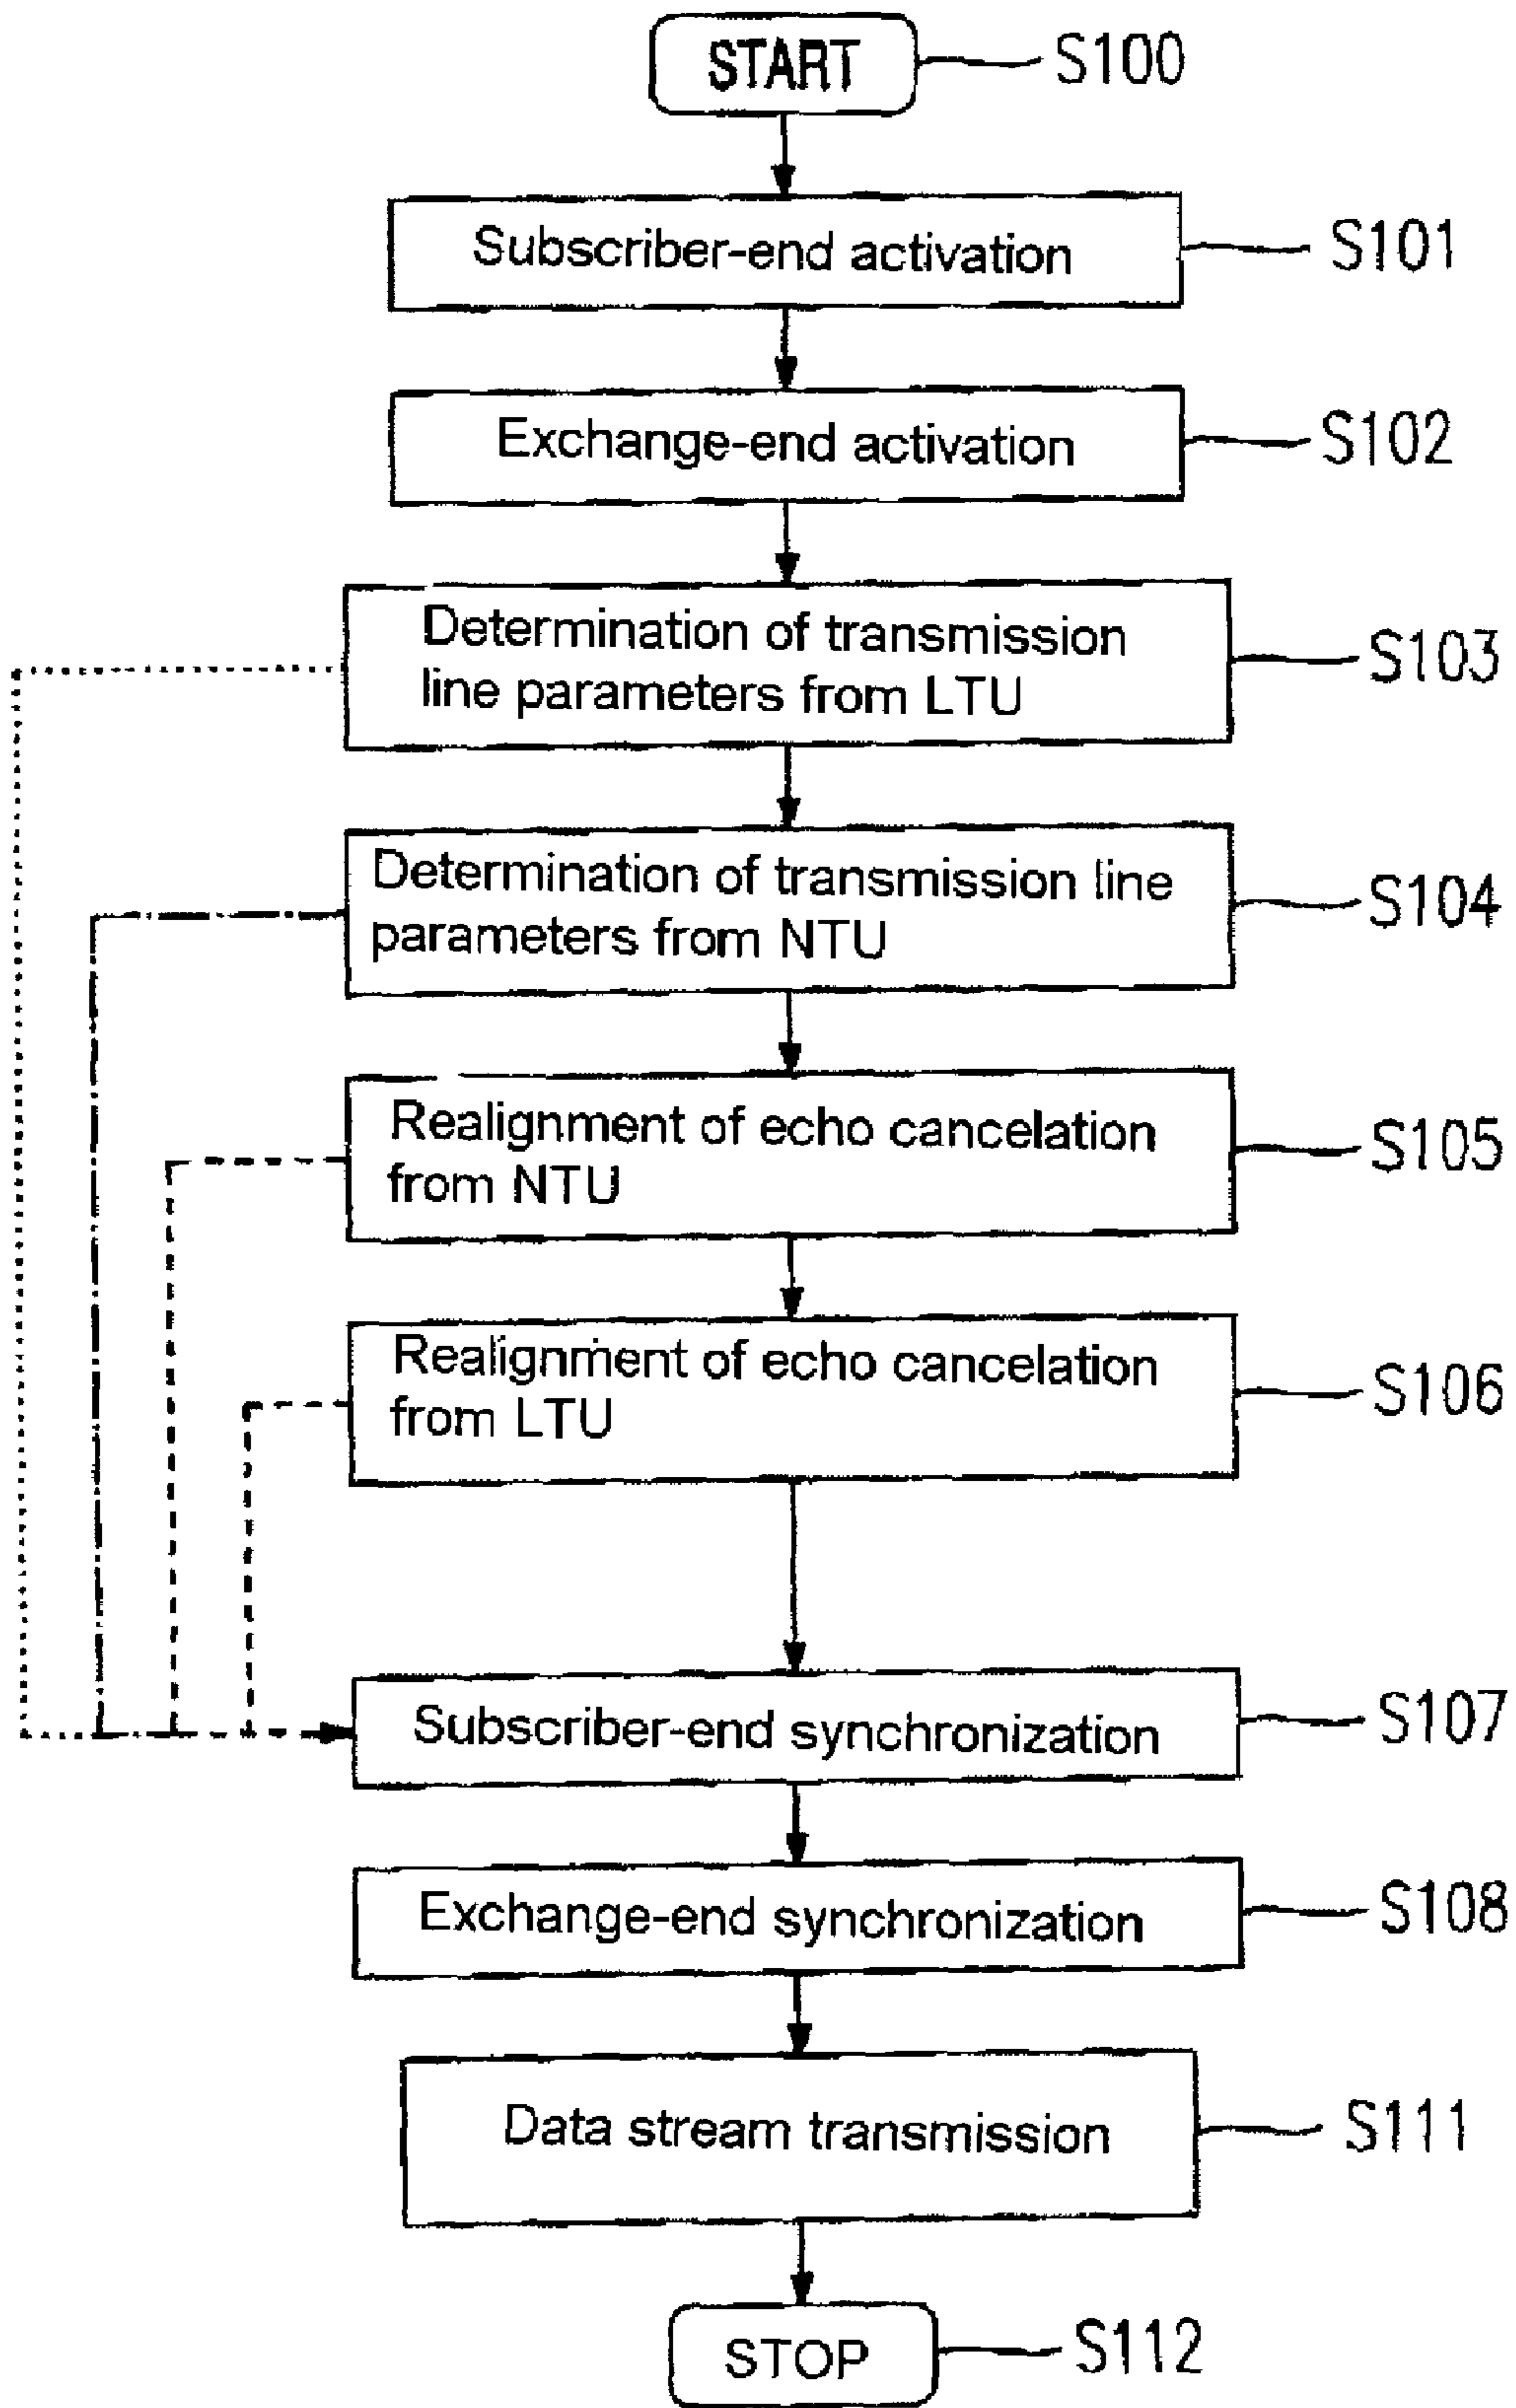 START
S100
Subscriber-end activation
S101
Exchange-end activation
S102
Determination of transmission
line parameters from LTU
S103
Determination of transmission line
parameters from NTU
S104
Realignment of echo cancelation
from NTU
S105
Realignment of echo cancelation
from LTU
S106
Subscriber-end synchronization
S107
Exchange-end synchronization
S108
Data stream transmission
S111
STOP
S112